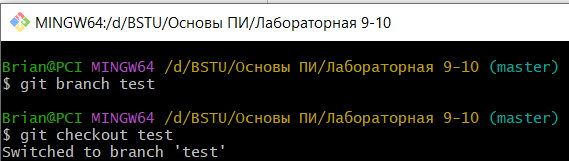 MINGW64:/d/BSTU/Основы ПИ/Лабораторная 9-10
Brian@PCI MINGW64 /d/BSTU/Основы ПИ/Лабораторная 9-10 (master)
$ git branch test
Brian@PCI MINGW64 /d/BSTU/Основы ПИ/Лабораторная 9-10 (master)
$ git checkout test
Switched to branch 'test'